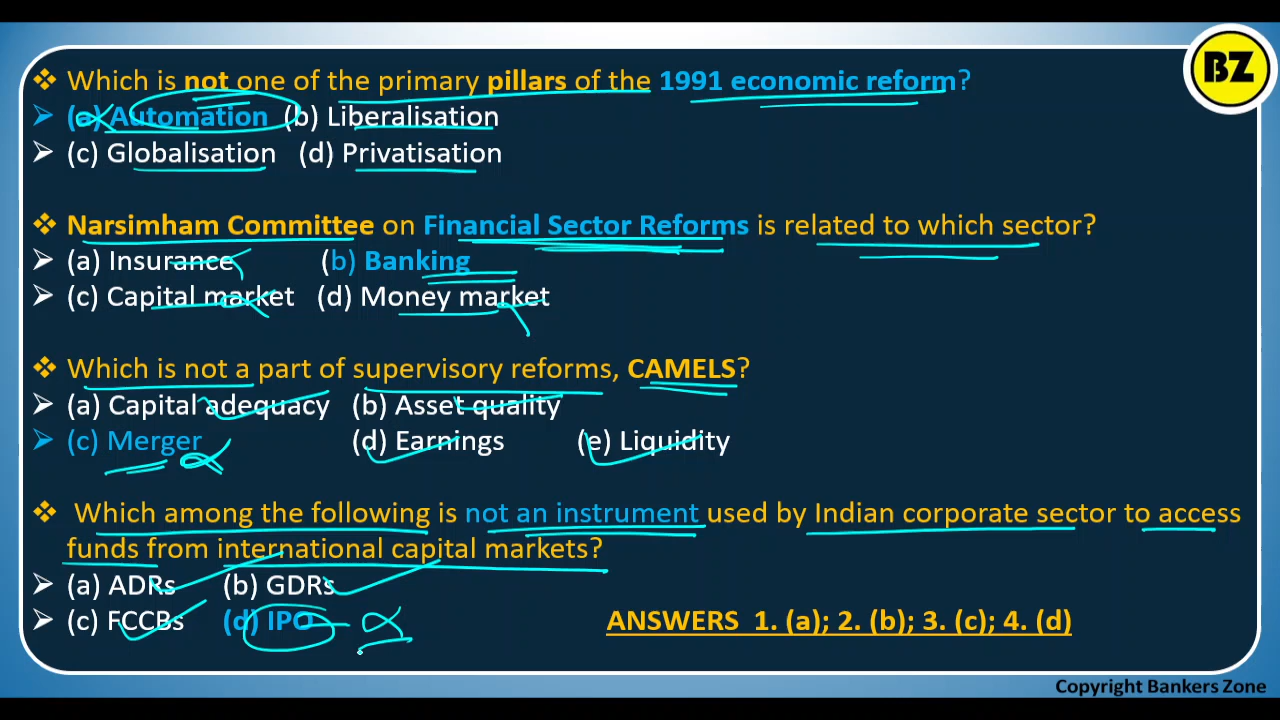 BZ
❖ Which is not one of the primary pillars of the 1991 economic reform?
➤ (a) Automation (b) Liberalisation
➤ (c) Globalisation (d) Privatisation
❖ Narsimham Committee on Financial Sector Reforms is related to which sector?
➤ (a) Insurance (b) Banking
➤ (c) Capital market (d) Money market
❖ Which is not a part of supervisory reforms, CAMELS?
➤ (a) Capital adequacy (b) Asset quality
➤ (c) Merger (d) Earnings (e) Liquidity
❖ Which among the following is not an instrument used by Indian corporate sector to access
funds from international capital markets?
➤ (a) ADRs (b) GDRs
➤ (c) FCCBs (d) IPO
ANSWERS 1. (a); 2. (b); 3. (c); 4. (d)
Copyright Bankers Zone